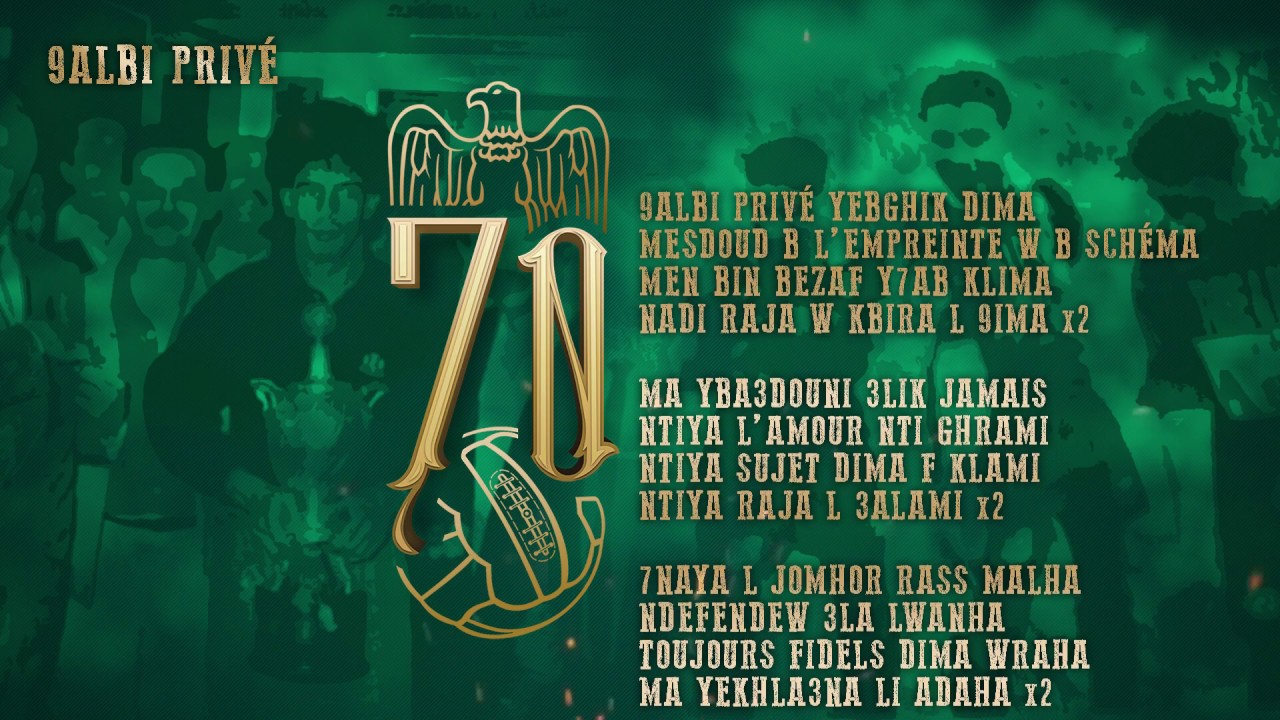 9ALBI PRIVÉ
70
9ALBI PRIVÉ YEBGHIK DIMA
MESDOUD B L'EMPREINTE W B SCHÉMA
MEN BIN BEZAF Y7AB KLIMA
NADI RAJA W KBIRA L 9IMA x2
MA YBA3DOUNI 3LIK JAMAIS
NTIYA L'AMOUR NTI GHRAMI
NTIYA SUJET DIMA F KLAMI
NTIYA RAJA L 3ALAMI x2
7NAYA L JOMHOR RASS MALHA
NDEFENDEW 3LA LWANHA
TOUJOURS FIDELS DIMA WRAHA
MA YEKHLA3NA LI ADAHA x2